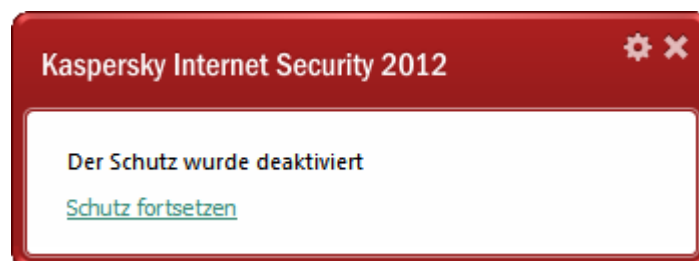 Kaspersky Internet Security 2012
Der Schutz wurde deaktiviert
Schutz fortsetzen